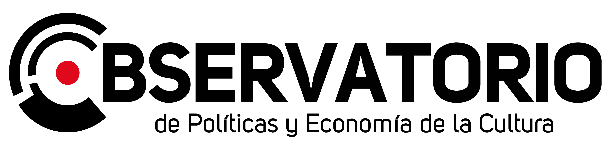 OBSERVATORIO
de Políticas y Economía de la Cultura